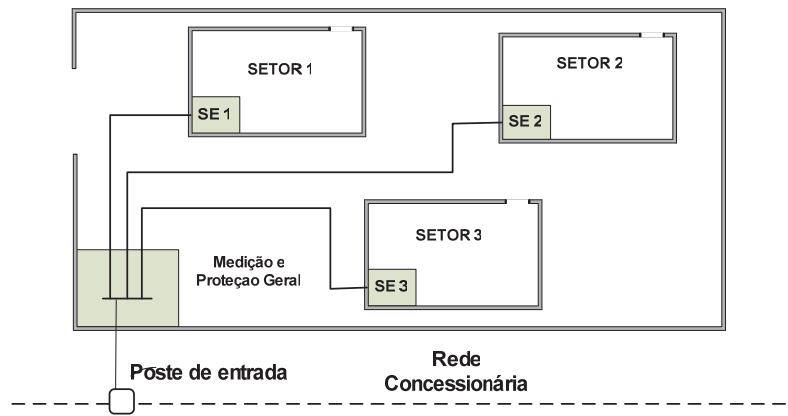 SETOR 1
SETOR 2
SE 1
SE 2
SETOR 3
Medição e
Proteçao Geral
SE 3
Poste de entrada
Rede
Concessionária